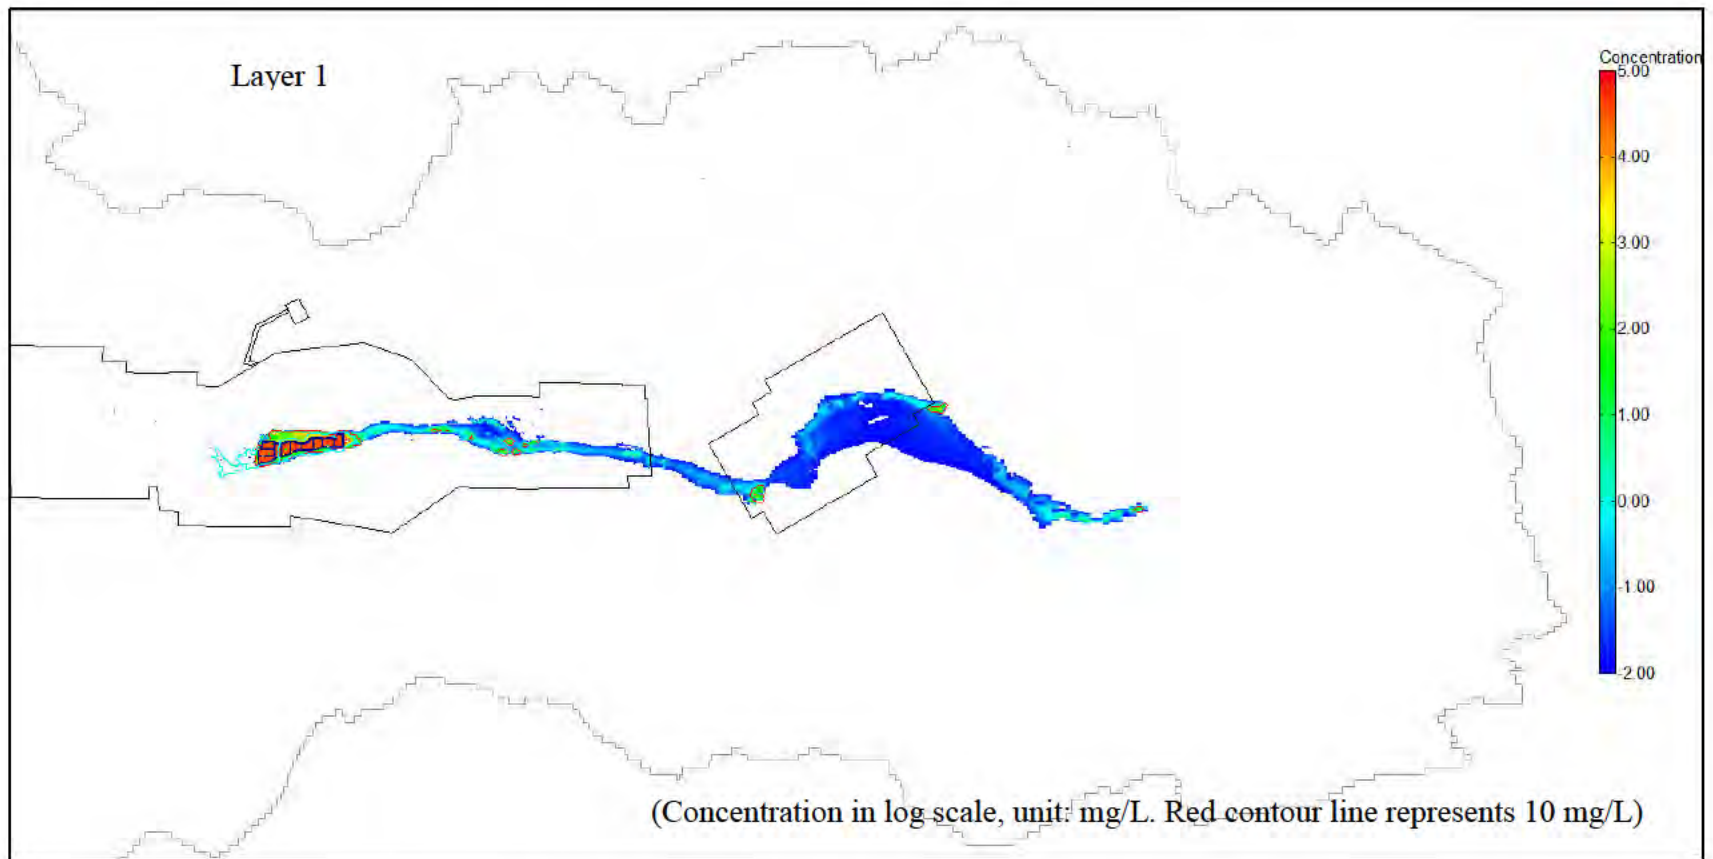 Layer 1
Concentration
5.00
4.00
3.00
2.00
1.00
0.00
-1.00
-2.00
(Concentration in log scale, unit: mg/L. Red contour line represents 10 mg/L)